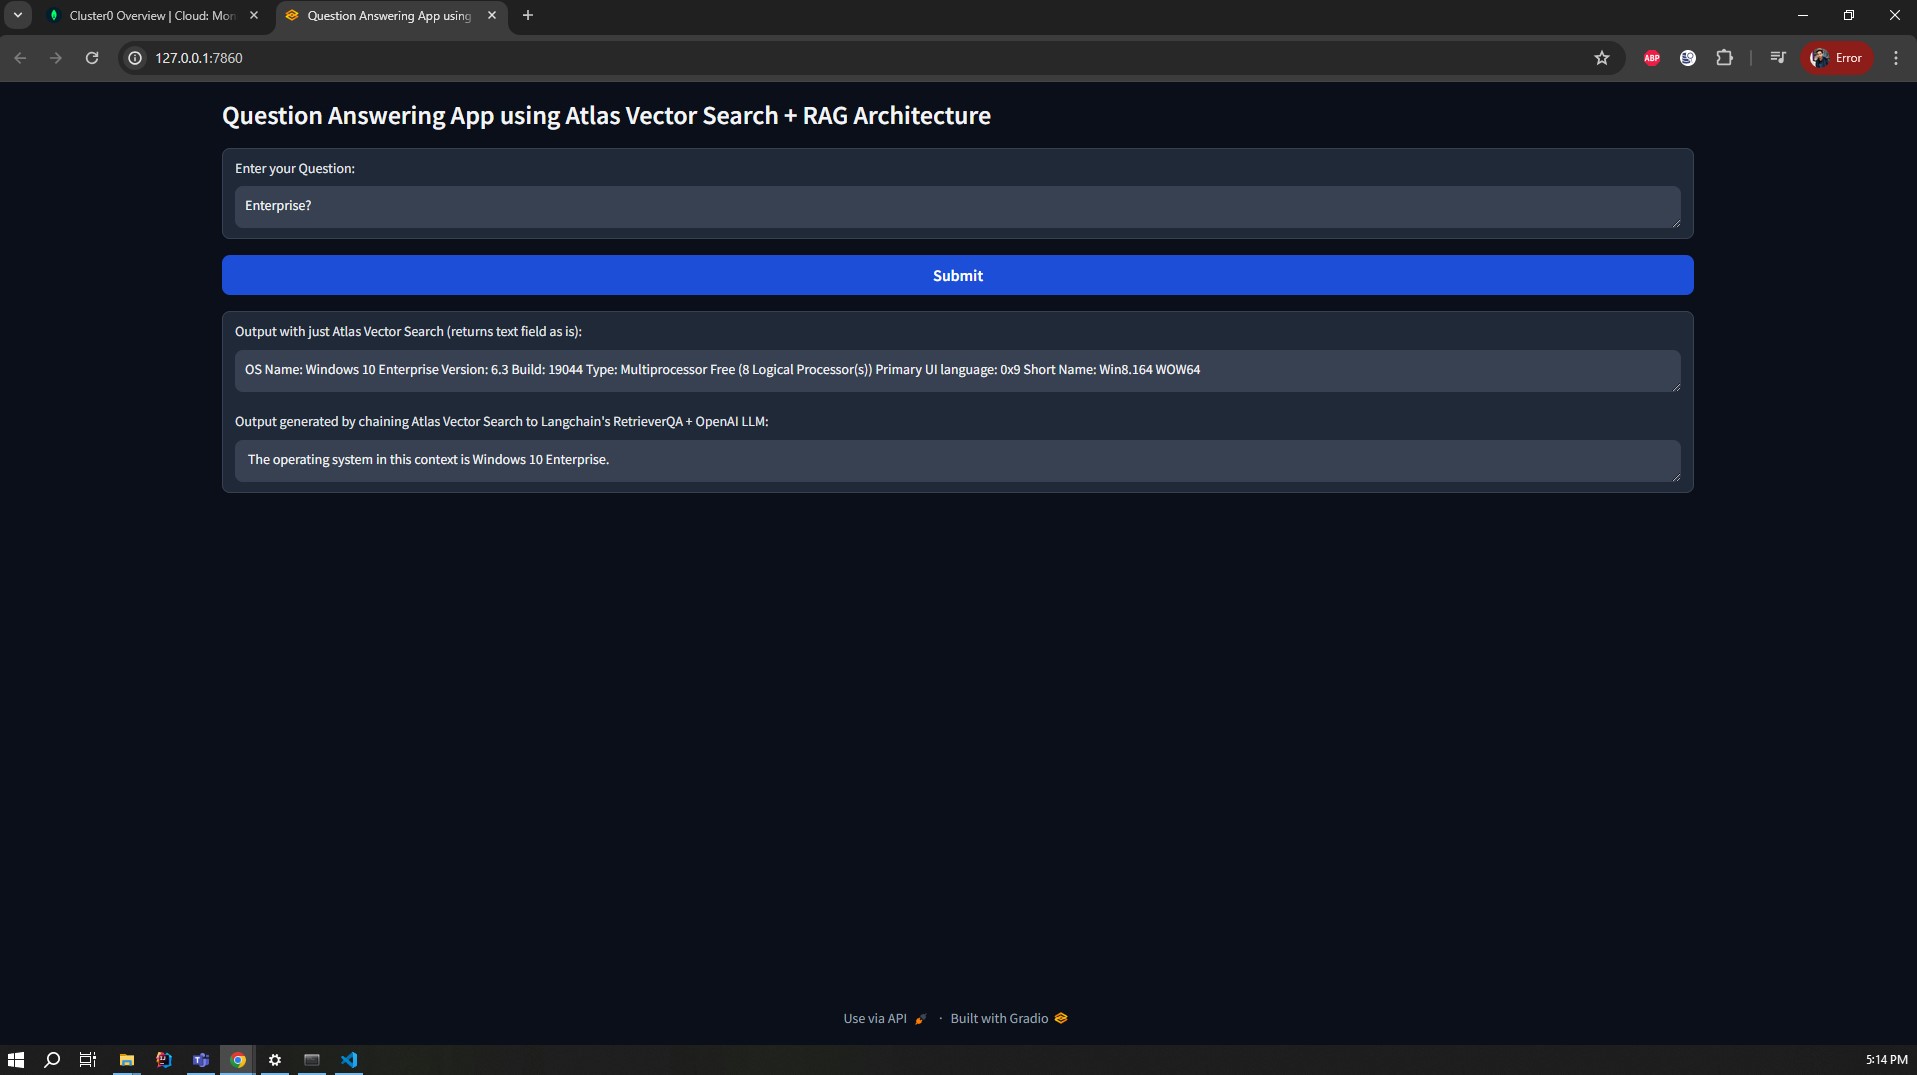 Cluster0 Overview | Cloud: Mon
Question Answering App using
127.0.0.1:7860
ABP
Error
Question Answering App using Atlas Vector Search + RAG Architecture
Enter your Question:
Enterprise?
Submit
Output with just Atlas Vector Search (returns text field as is):
OS Name: Windows 10 Enterprise Version: 6.3 Build: 19044 Type: Multiprocessor Free (8 Logical Processor(s)) Primary UI language: 0x9 Short Name: Win8.164 WOW64
Output generated by chaining Atlas Vector Search to Langchain's RetrieverQA + OpenAI LLM:
The operating system in this context is Windows 10 Enterprise.
Use via API · Built with Gradio
5:14 PM